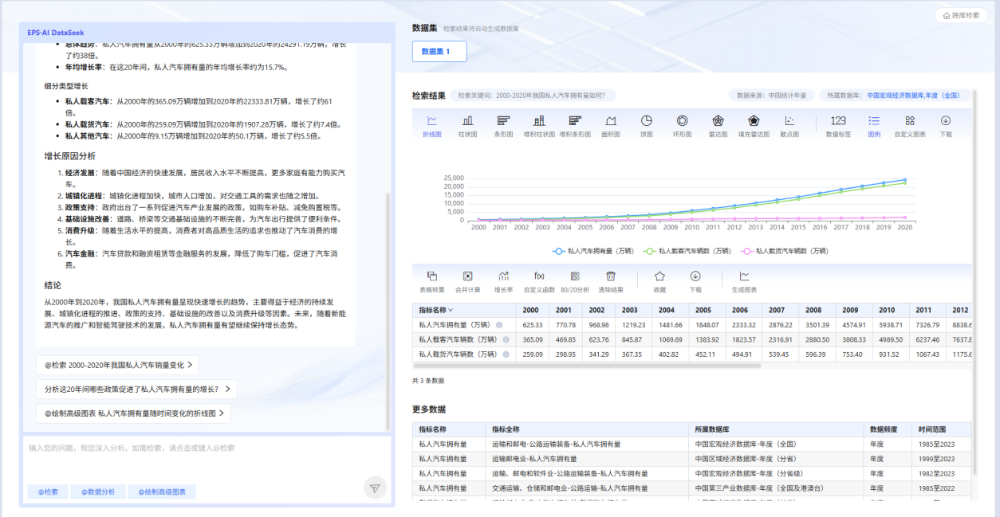 跨库检索
EPS·AI DataSeek
总体趋势：私人汽车拥有量从2000年的625.33万辆增加到2020年的24291.19万辆，增长
了约38倍。
年均增长率：在这20年间，私人汽车拥有量的年均增长率约为15.7%。
细分类型增长
私人载客汽车：从2000年的365.09万辆增加到2020年的22333.81万辆，增长了约61
倍。
私人载货汽车：从2000年的259.09万辆增加到2020年的1907.28万辆，增长了约7.4倍。
私人其他汽车：从2000年的9.15万辆增加到2020年的50.1万辆，增长了约5.5倍。
增长原因分析
1. 经济发展：随着中国经济的快速发展，居民收入水平不断提高，更多家庭有能力购买汽
车。
2. 城镇化进程：城镇化进程加快，城市人口增加，对交通工具的需求也随之增加。
3. 政策支持：政府出台了一系列促进汽车产业发展的政策，如购车补贴、减免购置税等。
4. 基础设施改善：道路、桥梁等交通基础设施的不断完善，为汽车出行提供了便利条件。
5. 消费升级：随着生活水平的提高，消费者对高品质生活的追求也推动了汽车消费的增
长。
6. 汽车金融：汽车贷款和融资租赁等金融服务的发展，降低了购车门槛，促进了汽车消
费。
结论
从2000年到2020年，我国私人汽车拥有量呈现快速增长的趋势，主要得益于经济的持续发
展、城镇化进程的推进、政策的支持、基础设施的改善以及消费升级等因素。未来，随着新能
源汽车的推广和智能驾驶技术的发展，私人汽车拥有量有望继续保持增长态势。
@检索 2000-2020年我国私人汽车销量变化 >
分析这20年间哪些政策促进了私人汽车拥有量的增长？ >
@绘制高级图表 私人汽车拥有量随时间变化的折线图 >
输入您的问题，帮您深入分析。如需检索，请点击或键入@检索
@检索 @数据分析 @绘制高级图表
数据集 检索结果将自动生成数据集
数据集 1
检索结果 检索关键词：2000-2020年我国私人汽车拥有量如何？ 数据来源：中国统计年鉴 所属数据库：中国宏观经济数据库,年度（全国）
123
折线图 柱状图 条形图 堆积柱状图 堆积条形图 面积图 饼图 环形图 雷达图 填充雷达图 散点图 数值标签 图例 自定义图表 下载
25,000
20,000
15,000
10,000
5,000
0
2000 2001 2002 2003 2004 2005 2006 2007 2008 2009 2010 2011 2012 2013 2014 2015 2016 2017 2018 2019 2020
私人汽车拥有量（万辆） 私人载客汽车辆数（万辆） 私人载货汽车辆数（万辆）
f(x)
表格转置 合并计算 增长率 自定义函数 80/20分析 清除结果 收藏 下载 生成图表
指标名称 2000 2001 2002 2003 2004 2005 2006 2007 2008 2009 2010 2011 2012
私人汽车拥有量（万辆） 625.33 770.78 968.98 1219.23 1481.66 1848.07 2333.32 2876.22 3501.39 4574.91 5938.71 7326.79 8838.6
私人载客汽车辆数（万辆） 365.09 469.85 623.76 845.87 1069.69 1383.92 1823.57 2316.91 2880.50 3808.33 4989.50 6237.46 7637.8
私人载货汽车辆数（万辆） 259.09 298.95 341.29 367.35 402.82 452.11 494.91 539.45 596.39 753.40 931.52 1067.43 1175.6
共 3 条数据
更多数据
指标名称 指标全称 所属数据库 数据频度 时间范围
私人汽车拥有量 运输和邮电-公路运输装备-私人汽车拥有量 中国宏观经济数据库-年度（全国） 年度 1985至2023
私人汽车拥有量 运输邮电业-私人汽车拥有量 中国区域经济数据库-年度（分省） 年度 1999至2023
私人汽车拥有量 运输、邮电和软件业-公路运输装备-私人汽车拥有量 中国宏观经济数据库-年度（分省级） 年度 1982至2023
私人汽车拥有量 交通运输、仓储和邮电业-公路运输-私人汽车拥有量 中国第三产业数据库-年度（全国及港澳台） 年度 1985至2022